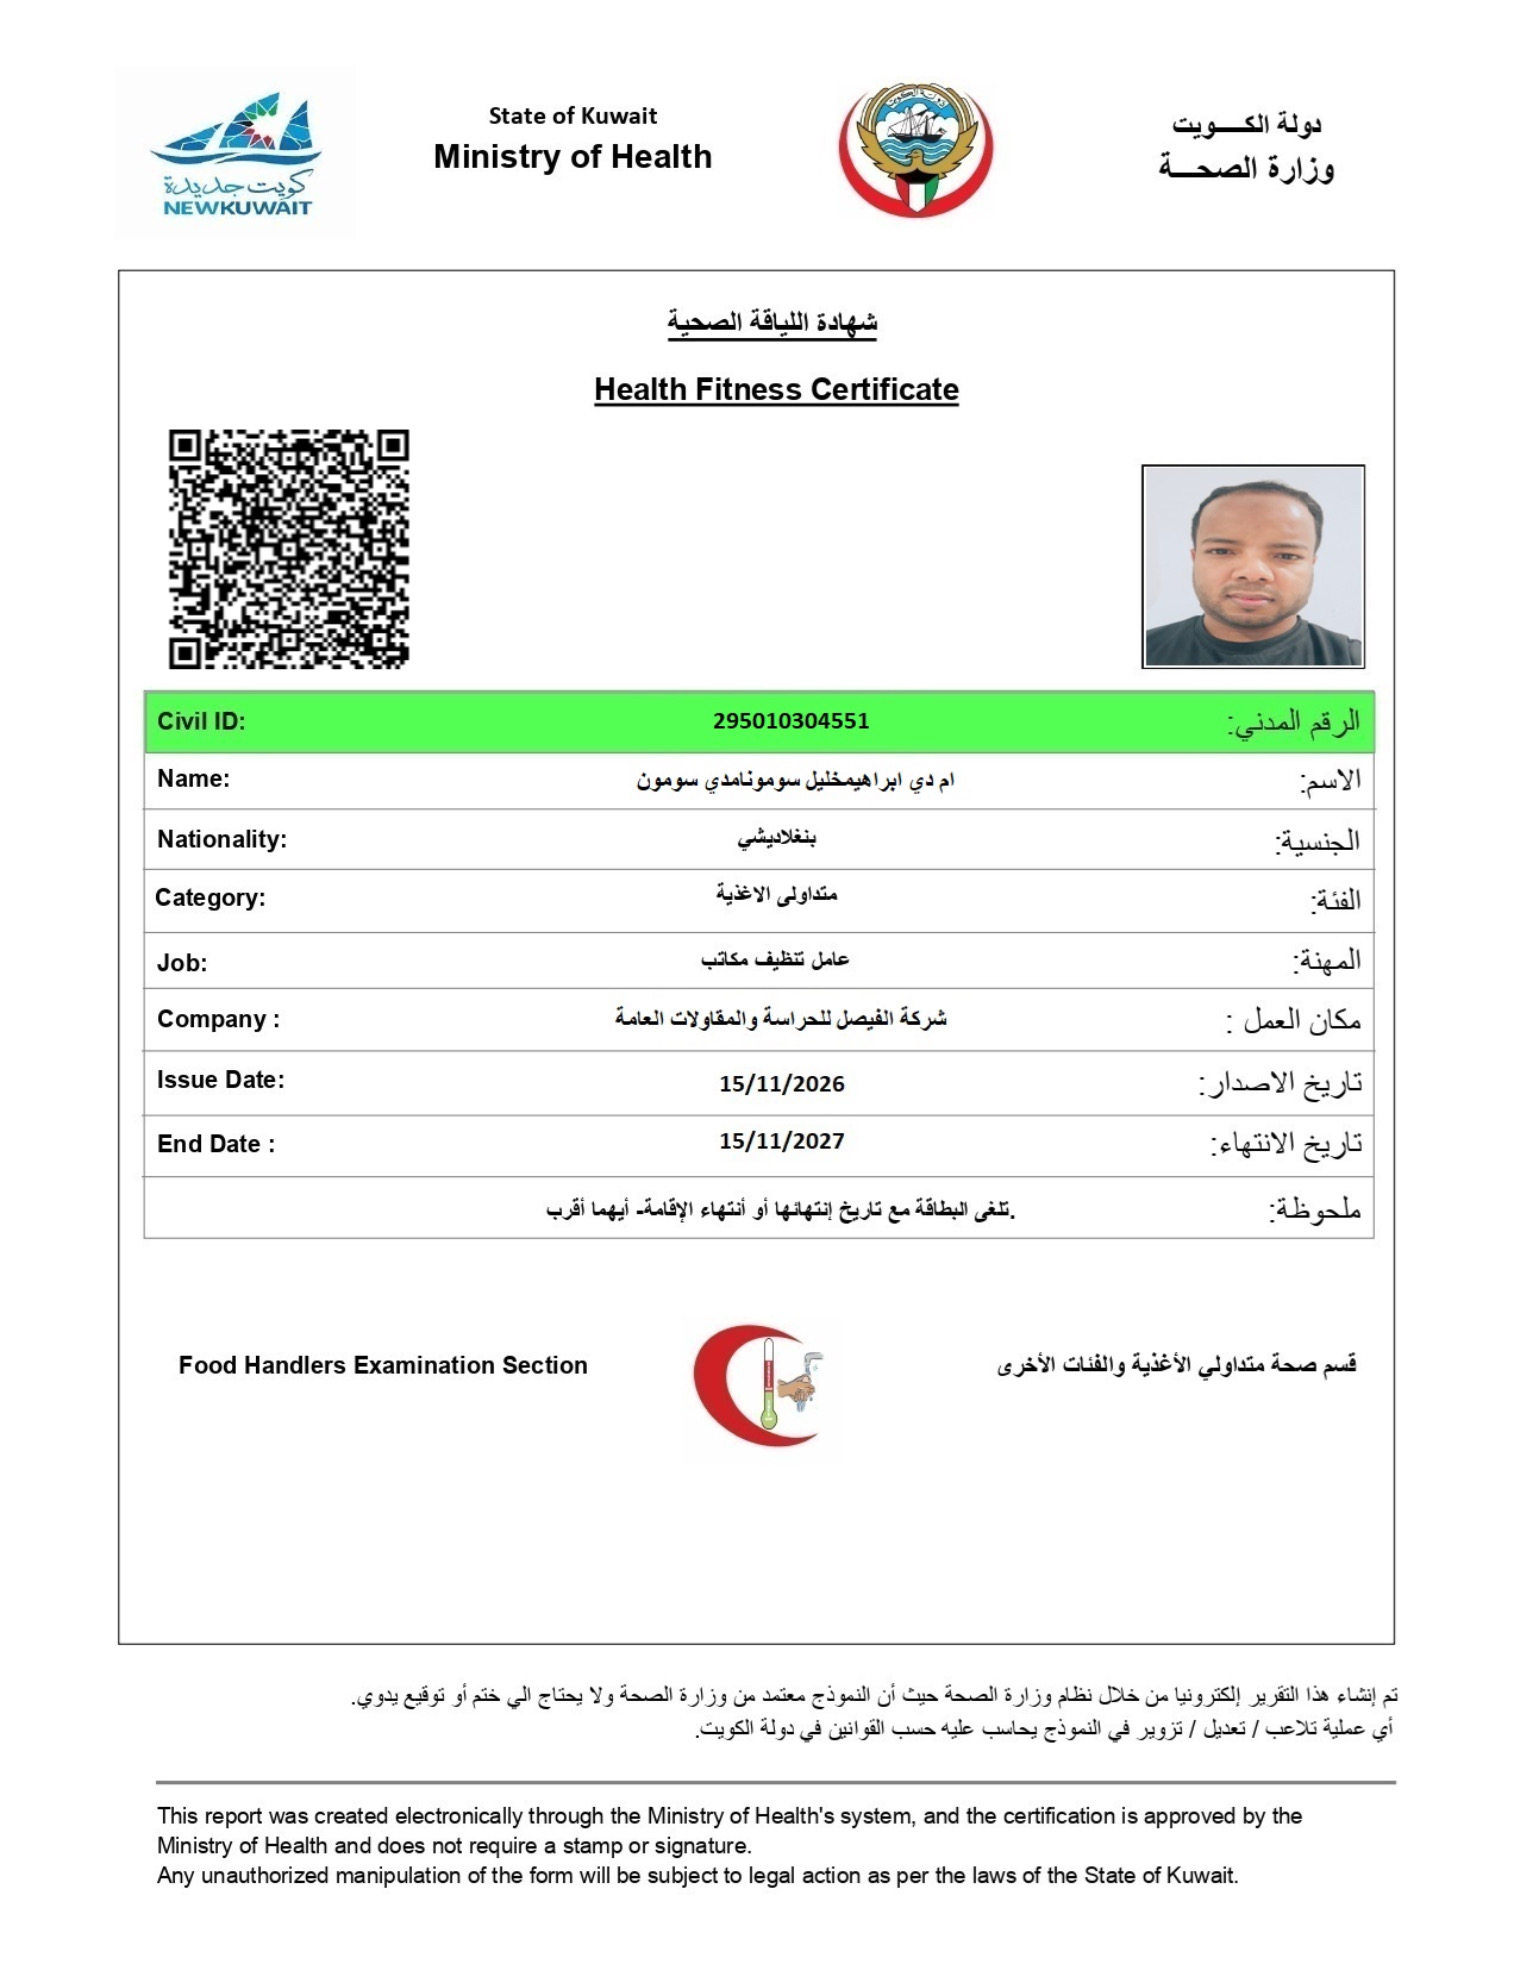 كويت جديدة
NEWKUWAIT
State of Kuwait
Ministry of Health
دولة الكويت
دولة الكـــويت
وزارة الصحـــة
شهادة اللياقة الصحية
Health Fitness Certificate
Civil ID: 295010304551 الرقم المدني:
Name: ام دي ابراهيمخليل سومونامدي سومون الاسم:
Nationality: بنغلاديشي الجنسية:
Category: متداولى الاغذية الفئة:
Job: عامل تنظيف مكاتب المهنة:
Company : شركة الفيصل للحراسة والمقاولات العامة مكان العمل :
Issue Date: 15/11/2026 تاريخ الاصدار:
End Date : 15/11/2027 تاريخ الانتهاء:
تلغى البطاقة مع تاريخ إنتهائها أو أنتهاء الإقامة- أيهما أقرب. ملحوظة:
Food Handlers Examination Section قسم صحة متداولي الأغذية والفئات الأخرى
تم إنشاء هذا التقرير إلكترونيا من خلال نظام وزارة الصحة حيث أن النموذج معتمد من وزارة الصحة ولا يحتاج الي ختم أو توقيع يدوي.
أي عملية تلاعب / تعديل / تزوير في النموذج يحاسب عليه حسب القوانين في دولة الكويت.
This report was created electronically through the Ministry of Health's system, and the certification is approved by the
Ministry of Health and does not require a stamp or signature.
Any unauthorized manipulation of the form will be subject to legal action as per the laws of the State of Kuwait.